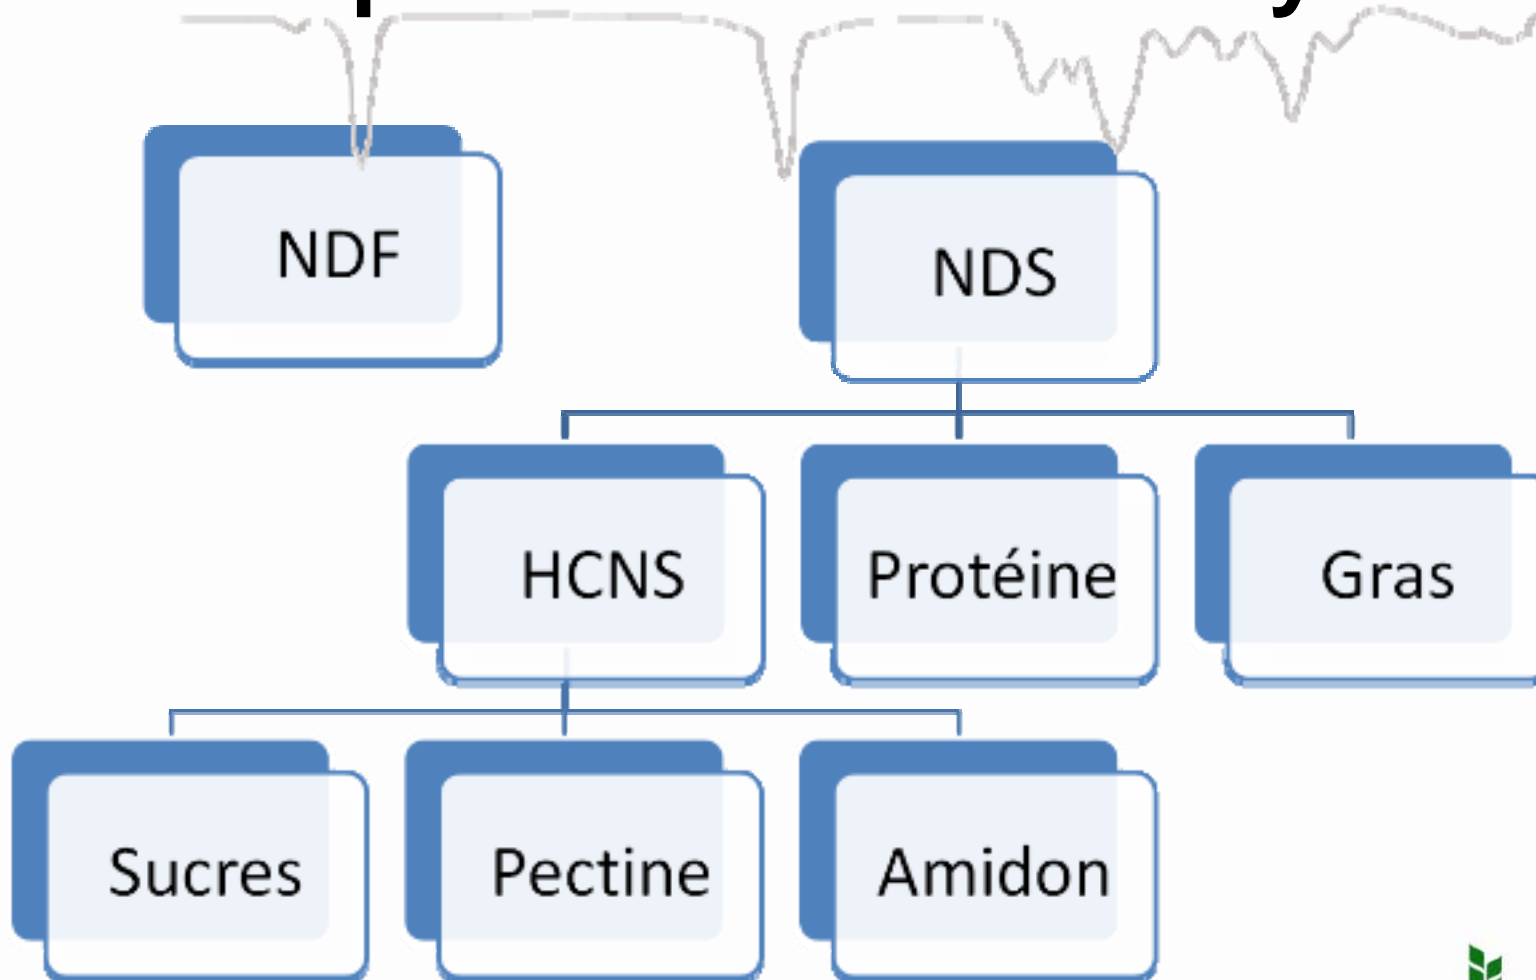 NDF
NDS
HCNS
Protéine
Gras
Sucres
Pectine
Amidon